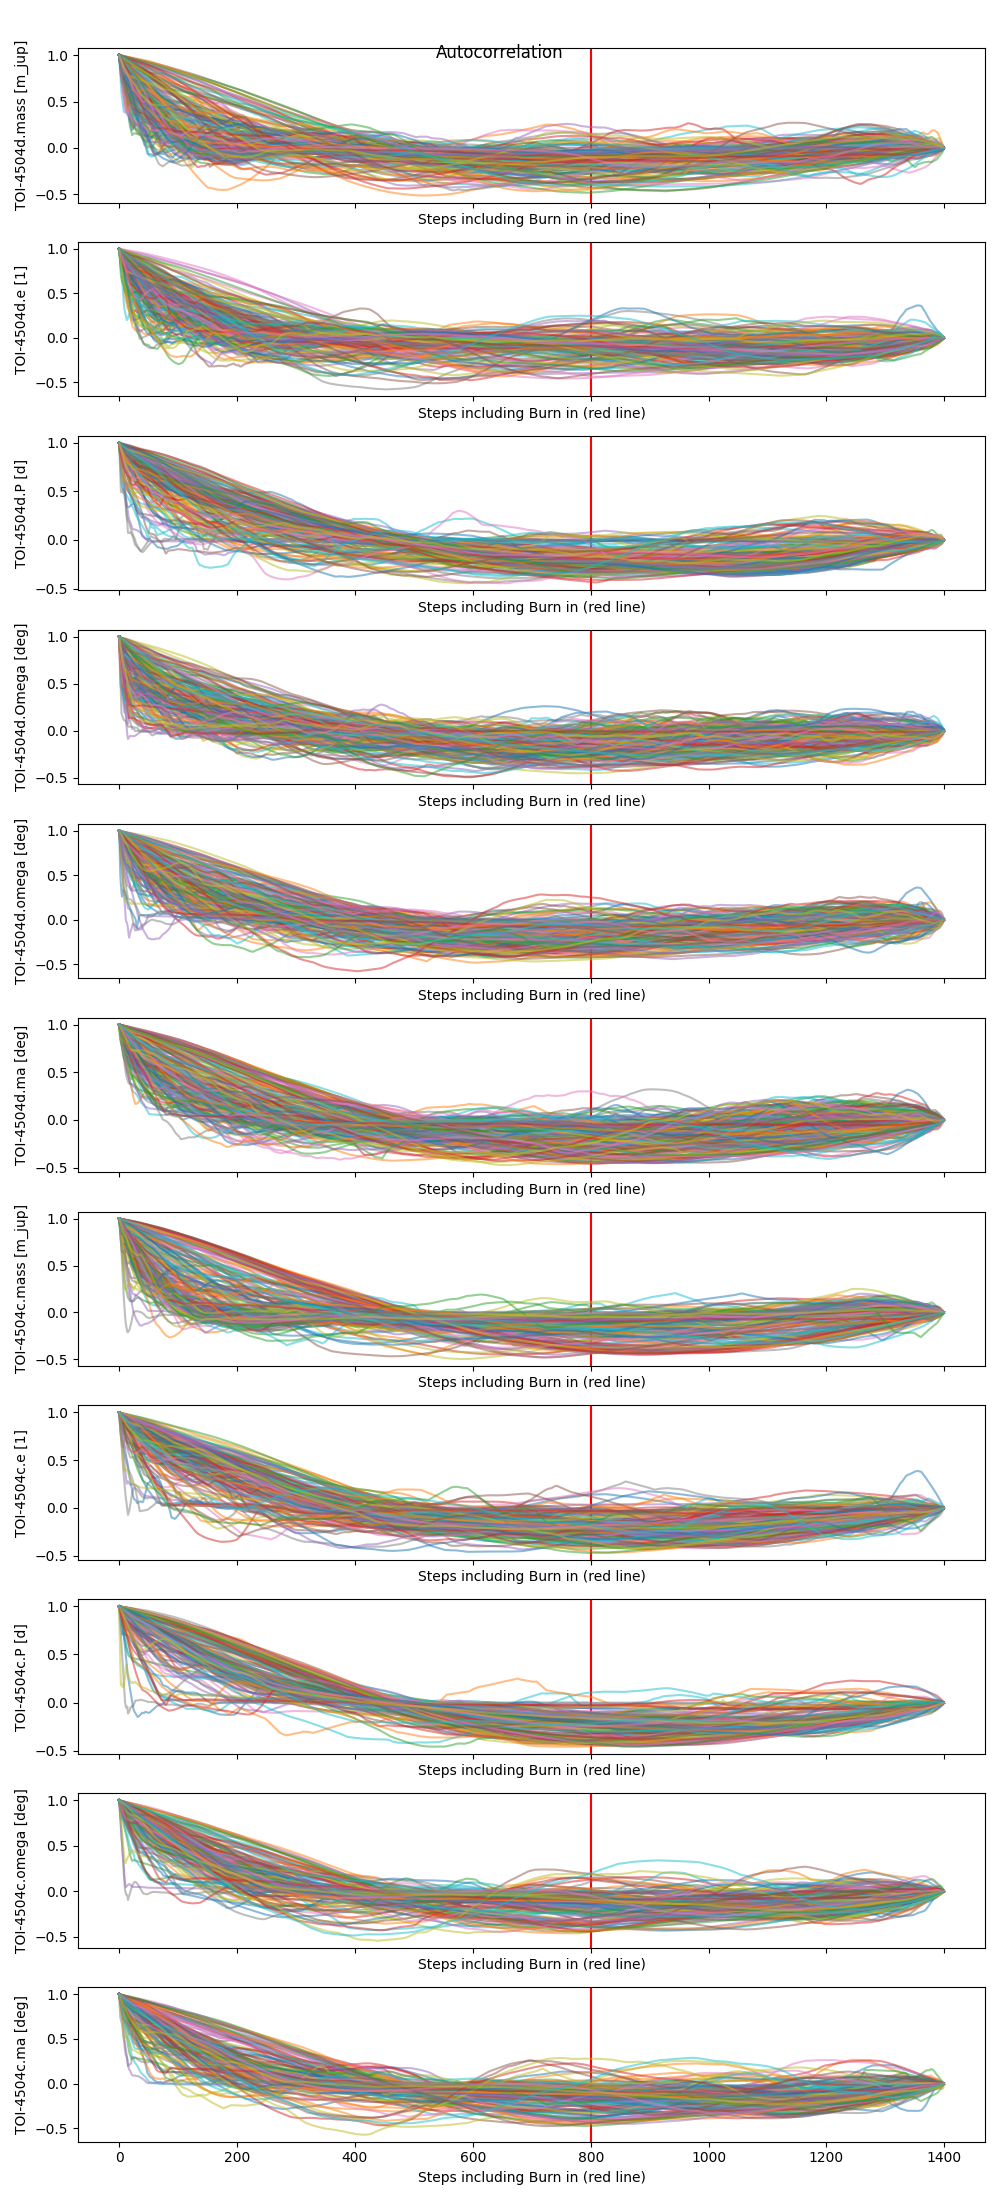 Autocorrelation
TOI-4504d.mass [m_jup]
1.0
0.5
0.0
−0.5
Steps including Burn in (red line)
TOI-4504d.e [1]
1.0
0.5
0.0
−0.5
Steps including Burn in (red line)
TOI-4504d.P [d]
1.0
0.5
0.0
−0.5
Steps including Burn in (red line)
TOI-4504d.Omega [deg]
1.0
0.5
0.0
−0.5
Steps including Burn in (red line)
TOI-4504d.omega [deg]
1.0
0.5
0.0
−0.5
Steps including Burn in (red line)
TOI-4504d.ma [deg]
1.0
0.5
0.0
−0.5
Steps including Burn in (red line)
TOI-4504c.mass [m_jup]
1.0
0.5
0.0
−0.5
Steps including Burn in (red line)
TOI-4504c.e [1]
1.0
0.5
0.0
−0.5
Steps including Burn in (red line)
TOI-4504c.P [d]
1.0
0.5
0.0
−0.5
Steps including Burn in (red line)
TOI-4504c.omega [deg]
1.0
0.5
0.0
−0.5
Steps including Burn in (red line)
TOI-4504c.ma [deg]
1.0
0.5
0.0
−0.5
0 200 400 600 800 1000 1200 1400
Steps including Burn in (red line)